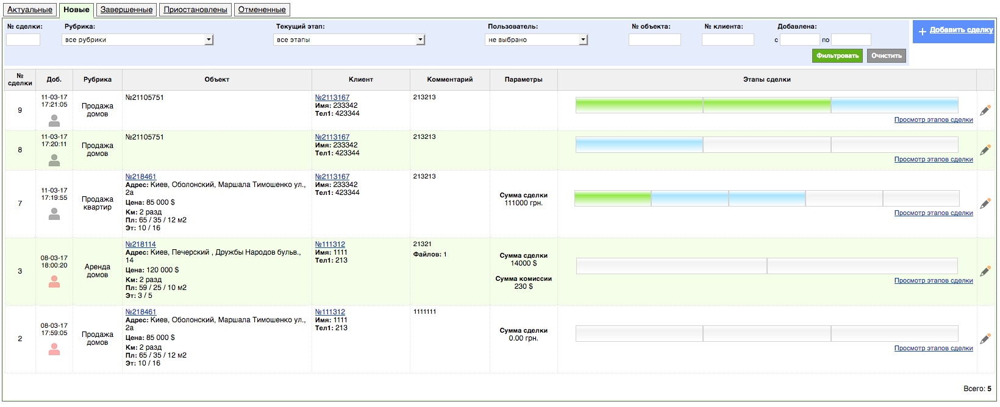 Актуальные Новые Завершенные Приостановлены Отмененные
№ сделки: Рубрика: Текущий этап: Пользователь: № объекта: № клиента: Добавлена:
+ Добавить сделку
все рубрики все этапы не выбрано с по
Фильтровать Очистить
№ сделки Доб. Рубрика Объект Клиент Комментарий Параметры Этапы сделки
9
11-03-17
17:21:05
Продажа
домов
№21105751
№2113167
Имя: 233342
Тел1: 423344
213213
Просмотр этапов сделки
8
11-03-17
17:20:11
Продажа
домов
№21105751
№2113167
Имя: 233342
Тел1: 423344
213213
Просмотр этапов сделки
7
11-03-17
17:19:55
Продажа
квартир
№218461
Адрес: Киев, Оболонский, Маршала Тимошенко ул.,
2а
Цена: 85 000 $
Км: 2 разд
Пл: 65 / 35 / 12 м2
Эт: 10 / 16
№2113167
Имя: 233342
Тел1: 423344
213213
Сумма сделки
111000 грн.
Просмотр этапов сделки
3
08-03-17
18:00:20
Аренда
домов
№218114
Адрес: Киев, Печерский , Дружбы Народов бульв.,
14
Цена: 120 000 $
Км: 2 разд
Пл: 59 / 25 / 10 м2
Эт: 3 / 5
№111312
Имя: 1111
Тел1: 213
21321
Файлов: 1
Сумма сделки
14000 $
Сумма комиссии
230 $
Просмотр этапов сделки
2
08-03-17
17:59:05
Продажа
домов
№218461
Адрес: Киев, Оболонский, Маршала Тимошенко ул.,
2а
Цена: 85 000 $
Км: 2 разд
Пл: 65 / 35 / 12 м2
Эт: 10 / 16
№111312
Имя: 1111
Тел1: 213
1111111
Сумма сделки
0.00 грн.
Просмотр этапов сделки
Всего: 5